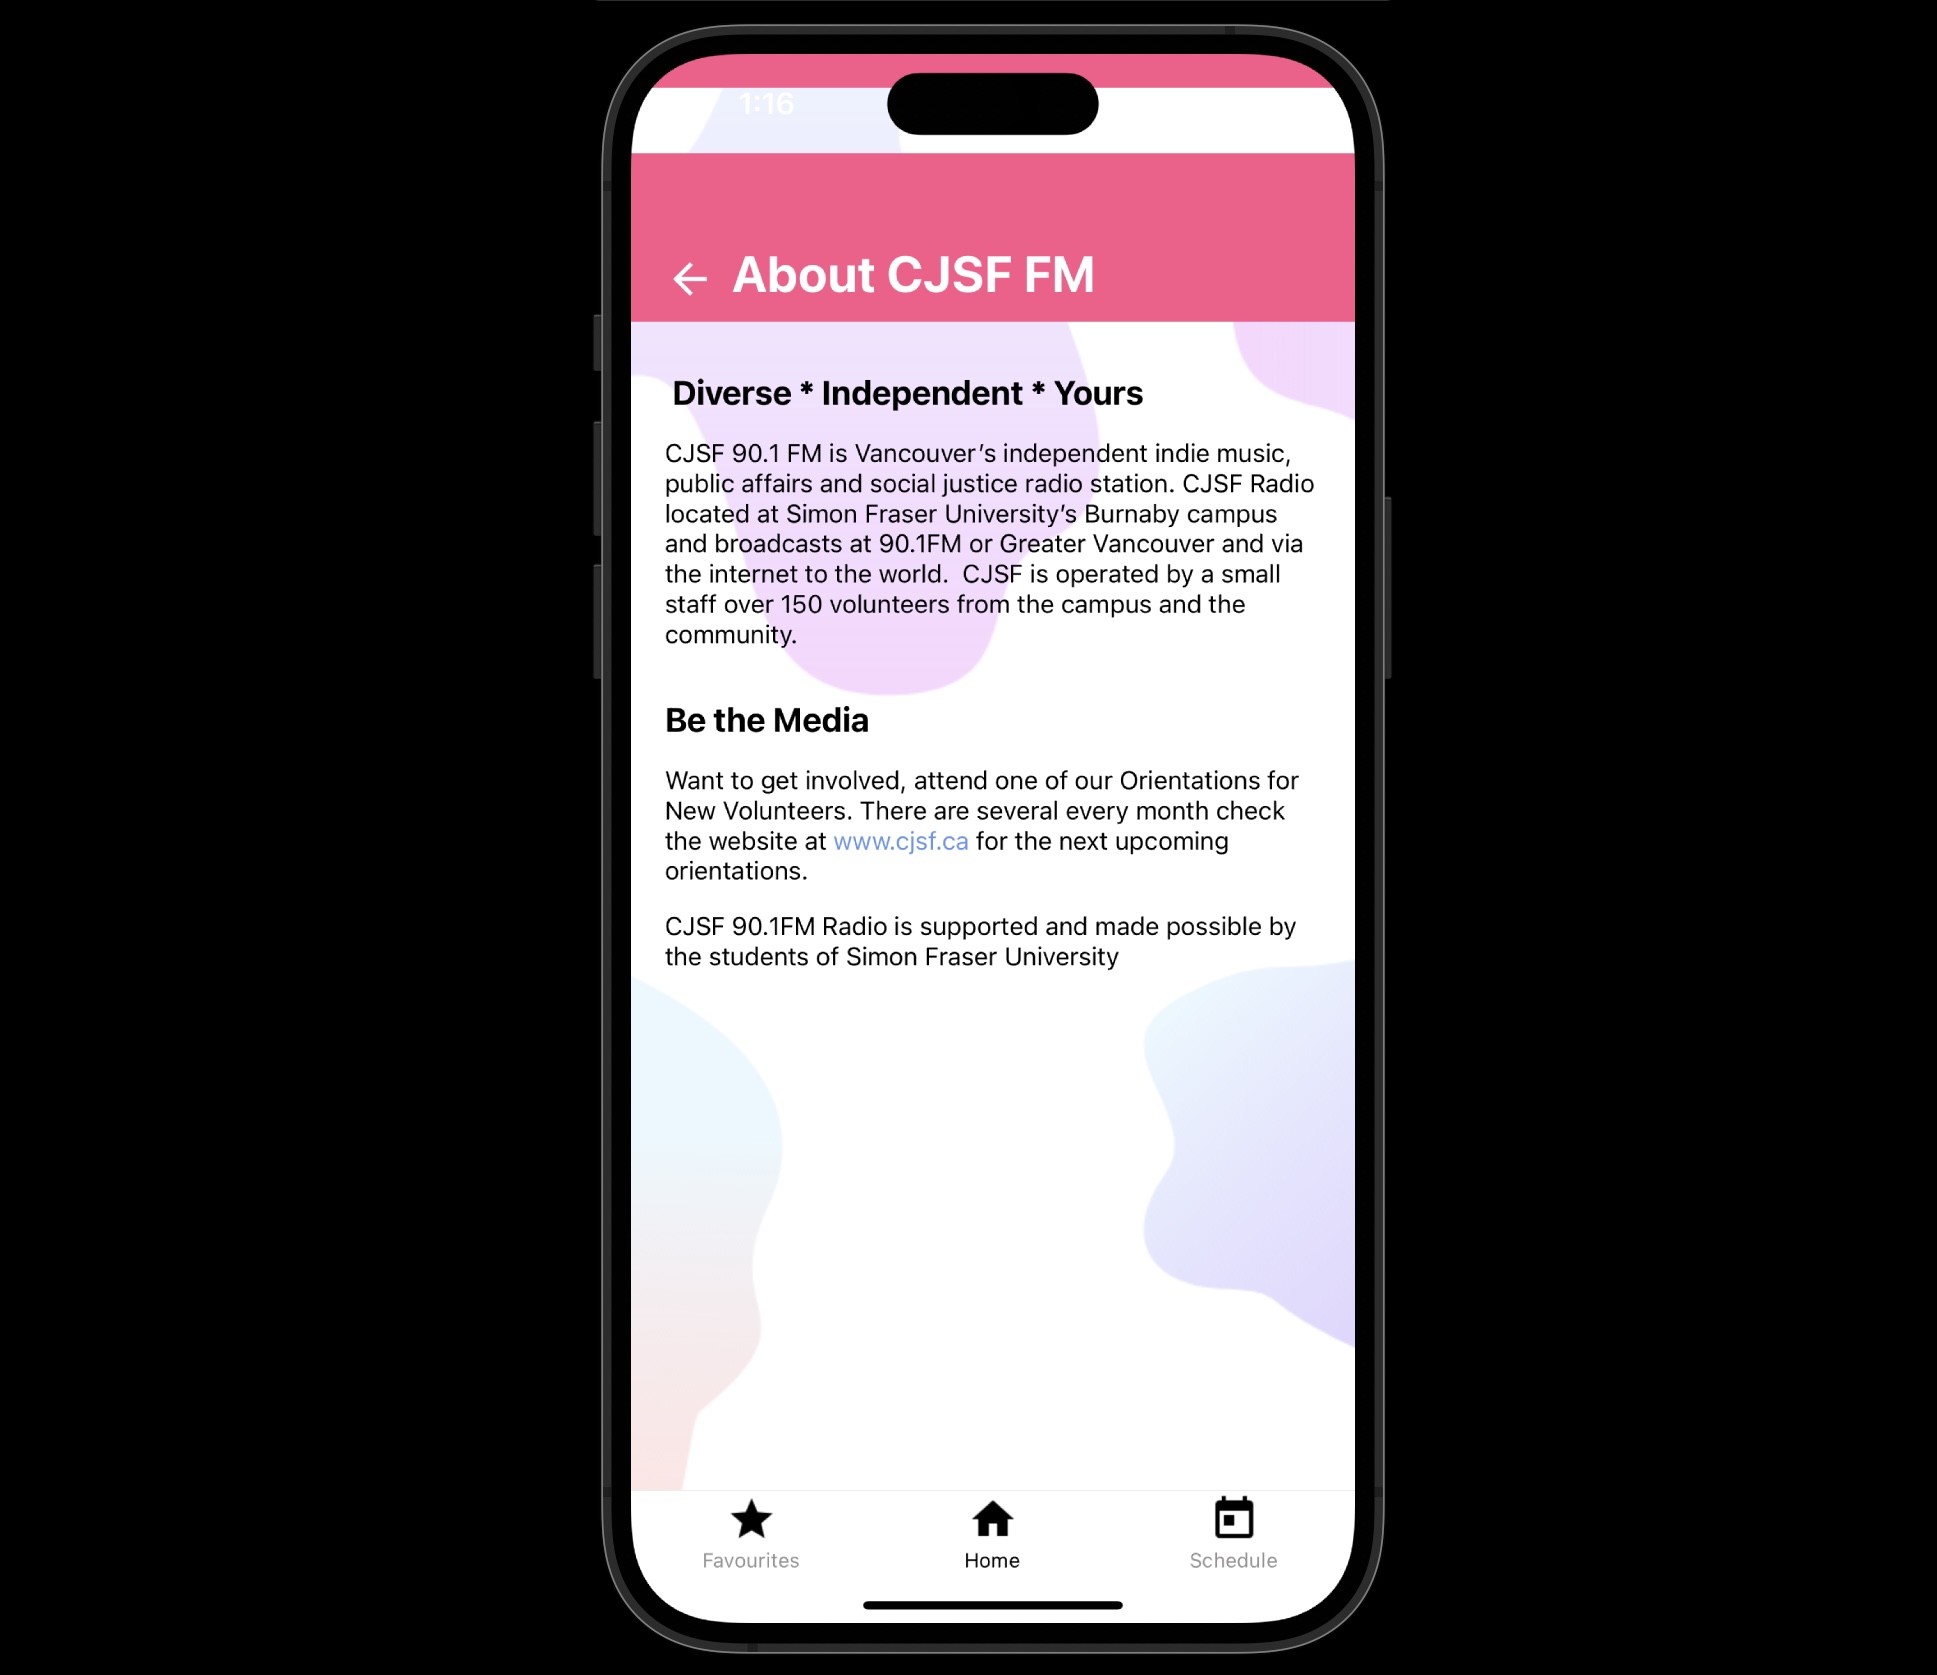 1:16
About CJSF FM
Diverse * Independent * Yours
CJSF 90.1 FM is Vancouver’s independent indie music,
public affairs and social justice radio station. CJSF Radio
located at Simon Fraser University’s Burnaby campus
and broadcasts at 90.1FM or Greater Vancouver and via
the internet to the world.  CJSF is operated by a small
staff over 150 volunteers from the campus and the
community.
Be the Media
Want to get involved, attend one of our Orientations for
New Volunteers. There are several every month check
the website at www.cjsf.ca for the next upcoming
orientations.
CJSF 90.1FM Radio is supported and made possible by
the students of Simon Fraser University
Favourites
Home
Schedule